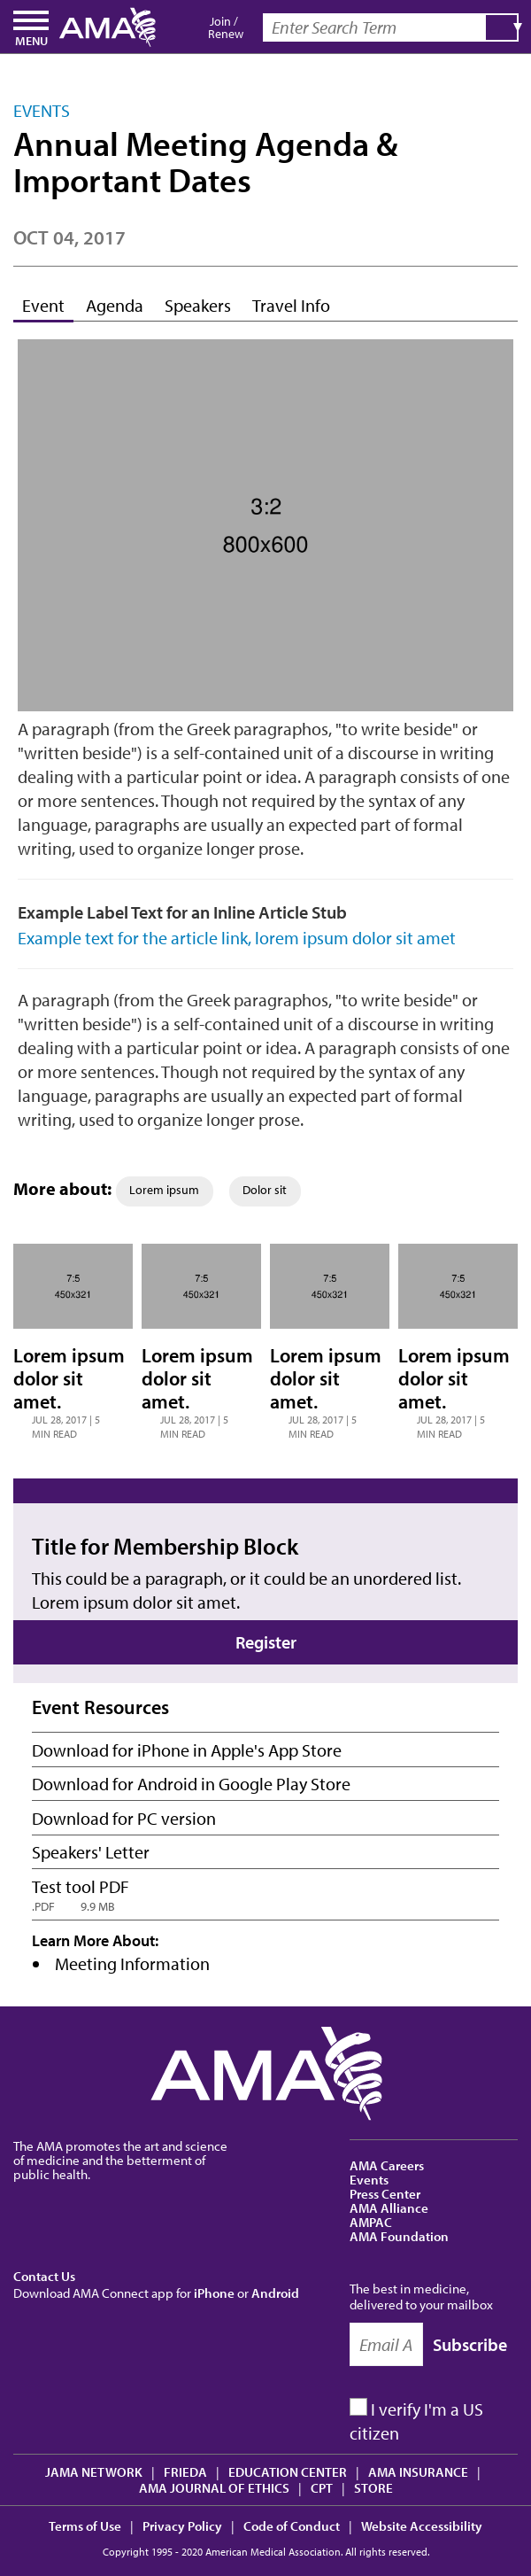 MENU
AMA
Join /
Renew
Enter Search Term
EVENTS
Annual Meeting Agenda &
Important Dates
OCT 04, 2017
Event Agenda Speakers Travel Info
3:2
800x600
A paragraph (from the Greek paragraphos, "to write beside" or
"written beside") is a self-contained unit of a discourse in writing
dealing with a particular point or idea. A paragraph consists of one
or more sentences. Though not required by the syntax of any
language, paragraphs are usually an expected part of formal
writing, used to organize longer prose.
Example Label Text for an Inline Article Stub
Example text for the article link, lorem ipsum dolor sit amet
A paragraph (from the Greek paragraphos, "to write beside" or
"written beside") is a self-contained unit of a discourse in writing
dealing with a particular point or idea. A paragraph consists of one
or more sentences. Though not required by the syntax of any
language, paragraphs are usually an expected part of formal
writing, used to organize longer prose.
More about: Lorem ipsum Dolor sit
7:5
450x321
Lorem ipsum
dolor sit
amet.
JUL 28, 2017 | 5
MIN READ
7:5
450x321
Lorem ipsum
dolor sit
amet.
JUL 28, 2017 | 5
MIN READ
7:5
450x321
Lorem ipsum
dolor sit
amet.
JUL 28, 2017 | 5
MIN READ
7:5
450x321
Lorem ipsum
dolor sit
amet.
JUL 28, 2017 | 5
MIN READ
Title for Membership Block
This could be a paragraph, or it could be an unordered list.
Lorem ipsum dolor sit amet.
Register
Event Resources
Download for iPhone in Apple's App Store
Download for Android in Google Play Store
Download for PC version
Speakers' Letter
Test tool PDF
.PDF 9.9 MB
Learn More About:
• Meeting Information
AMA
The AMA promotes the art and science
of medicine and the betterment of
public health.
AMA Careers
Events
Press Center
AMA Alliance
AMPAC
AMA Foundation
Contact Us
Download AMA Connect app for iPhone or Android
The best in medicine,
delivered to your mailbox
Email A Subscribe
I verify I'm a US
citizen
JAMA NETWORK | FRIEDA | EDUCATION CENTER | AMA INSURANCE |
AMA JOURNAL OF ETHICS | CPT | STORE
Terms of Use | Privacy Policy | Code of Conduct | Website Accessibility
Copyright 1995 - 2020 American Medical Association. All rights reserved.